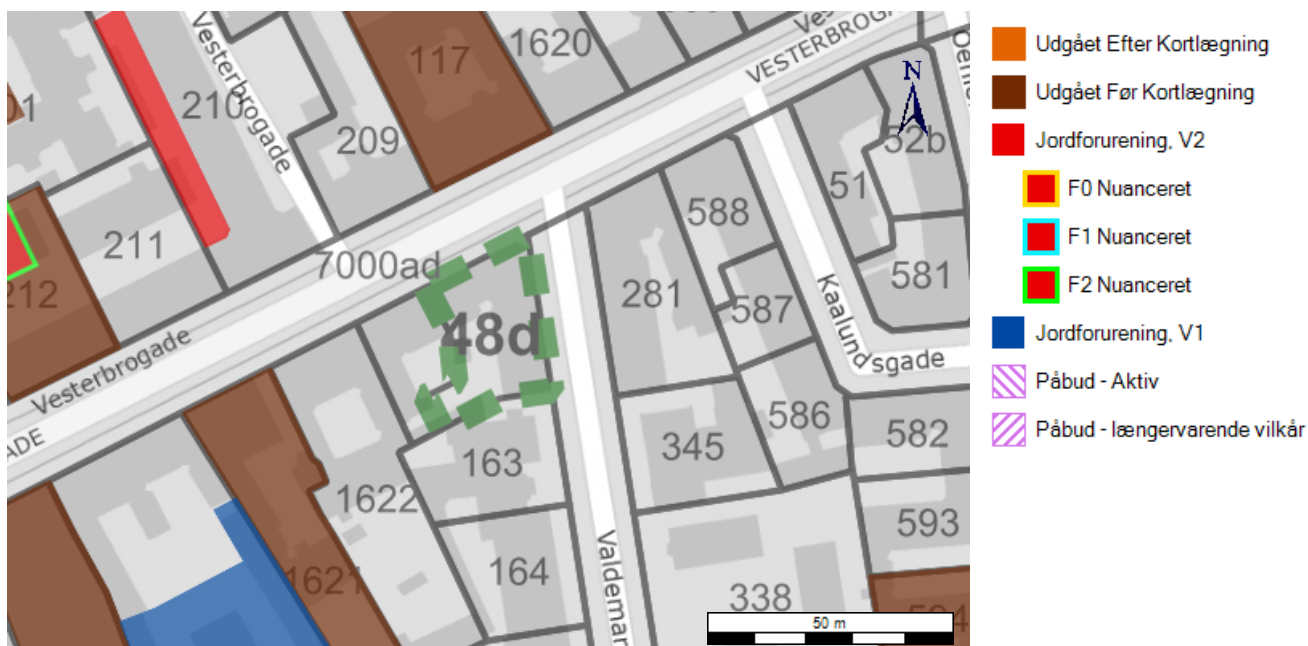 Vesterbrogade
117
1620
VESTERBROGA
N
210
209
52b
51
588
211
7000ad
212
281
587
581
48d
Kaalundsgade
Vesterbrogade
ADE
586
582
345
163
1622
593
Valdemar
164
1621
338
594
50 m
Udgået Efter Kortlægning
Udgået Før Kortlægning
Jordforurening, V2
F0 Nuanceret
F1 Nuanceret
F2 Nuanceret
Jordforurening, V1
Påbud - Aktiv
Påbud - længervarende vilkår